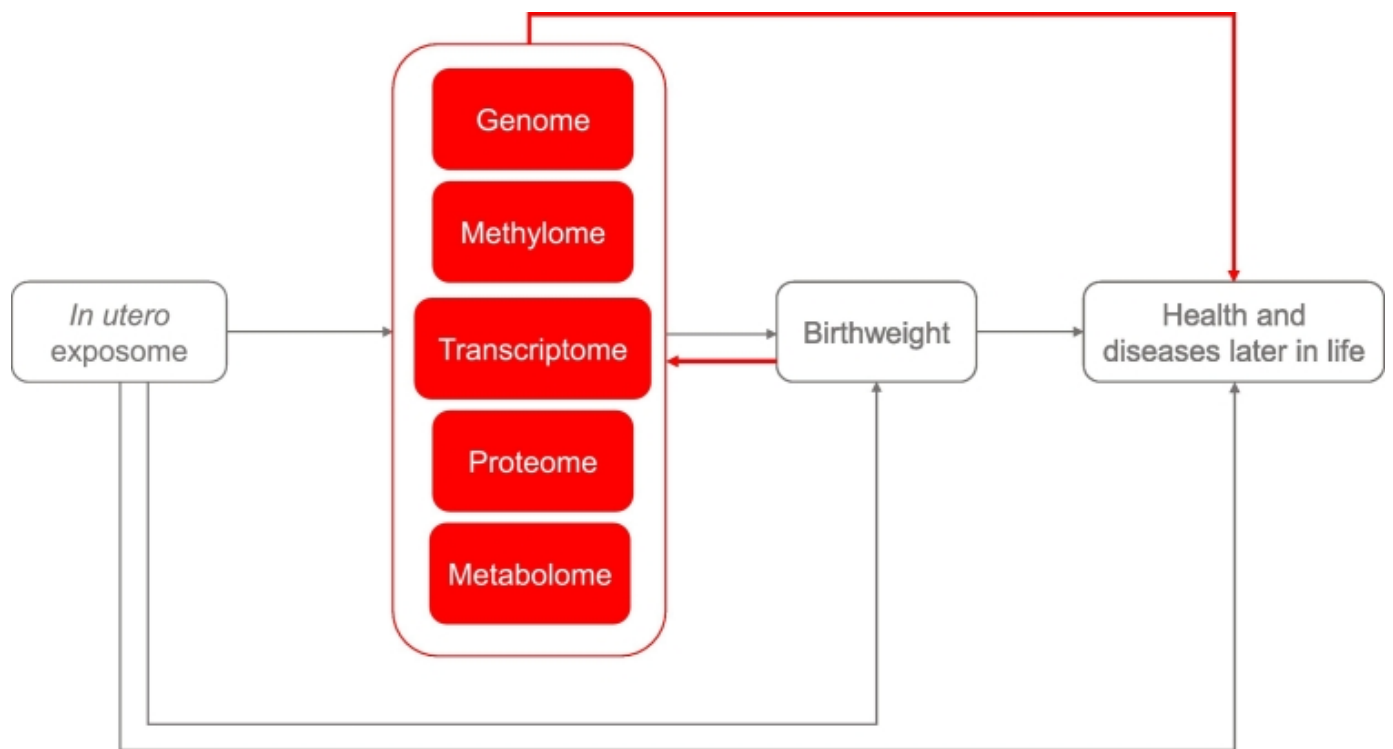 Genome
Methylome
In utero
exposome
Transcriptome
Birthweight
Health and
diseases later in life
Proteome
Metabolome